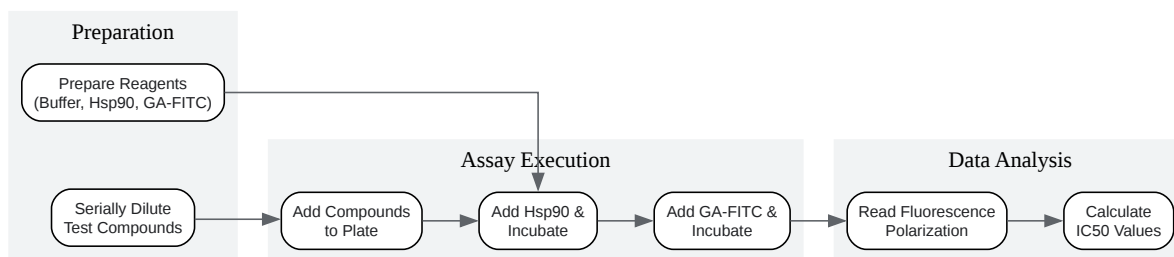 Preparation
Prepare Reagents
(Buffer, Hsp90, GA-FITC)
Serially Dilute
Test Compounds
Assay Execution
Add Compounds
to Plate
Add Hsp90 &
Incubate
Add GA-FITC &
Incubate
Data Analysis
Read Fluorescence
Polarization
Calculate
IC50 Values